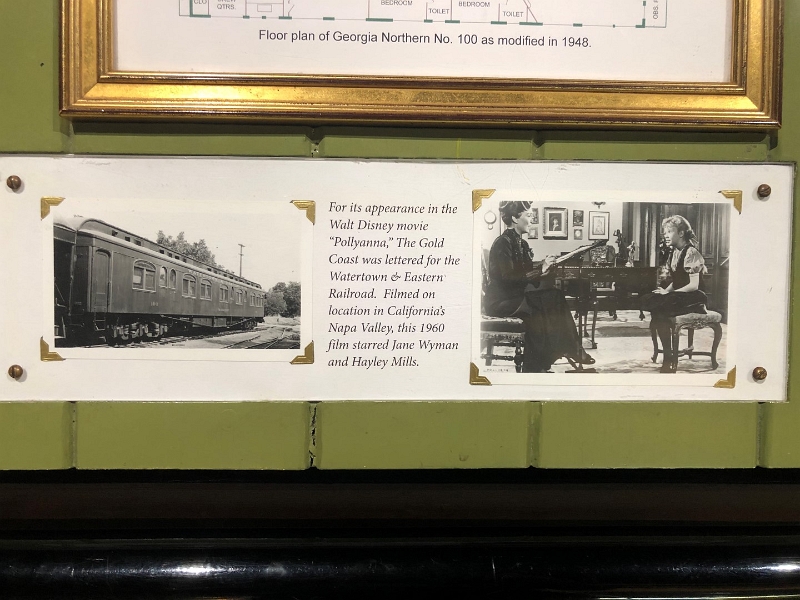 CREW
QTRS.
BEDROOM
TOILET
BEDROOM
TOILET
Floor plan of Georgia Northern No. 100 as modified in 1948.
For its appearance in the
Walt Disney movie
“Pollyanna,” The Gold
Coast was lettered for the
Watertown & Eastern
Railroad. Filmed on
location in California’s
Napa Valley, this 1960
film starred Jane Wyman
and Hayley Mills.